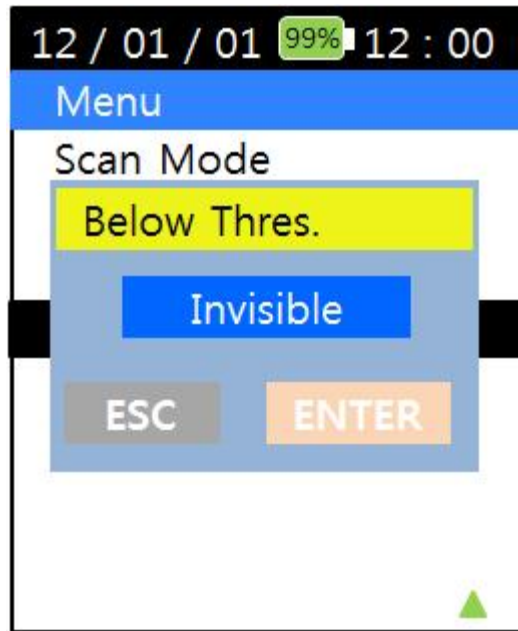 12 / 01 / 01 99% 12 : 00
Menu
Scan Mode
Below Thres.
Invisible
ESC ENTER